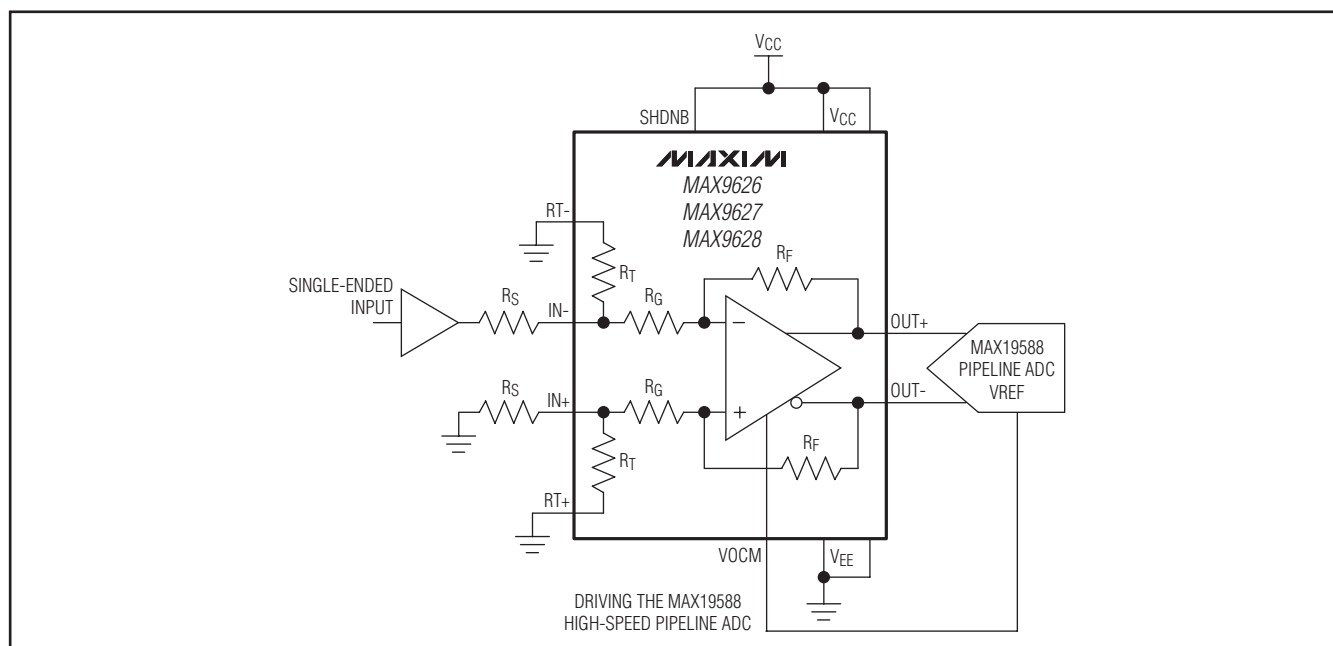 VCC
SHDNB
VCC
MAXIM
MAX9626
MAX9627
MAX9628
RT-
RF
SINGLE-ENDED
INPUT
RS
IN-
RT
RG
−
OUT+
MAX19588
PIPELINE ADC
VREF
RS
IN+
RG
+
OUT-
RT
RF
RT+
VOCM
VEE
DRIVING THE MAX19588
HIGH-SPEED PIPELINE ADC